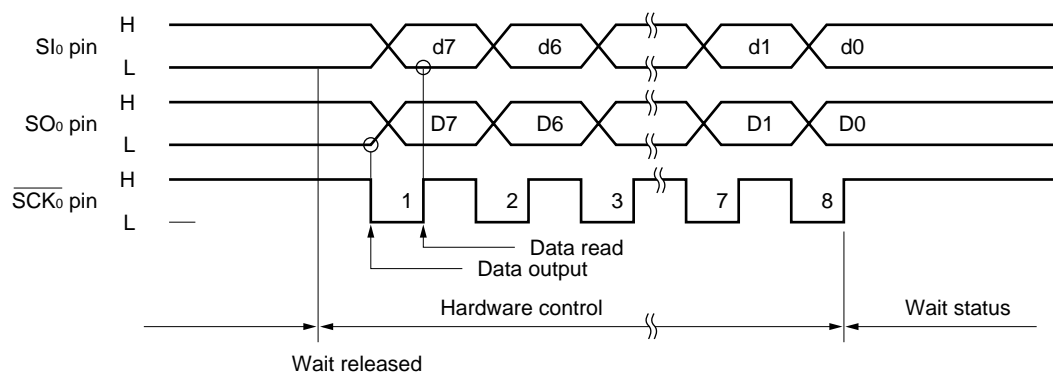 H
SI₀ pin d7 d6 d1 d0
L
H
SO₀ pin D7 D6 D1 D0
L
H
S̅C̅K̅₀̅ pin 1 2 3 7 8
L
Data read
Data output
Hardware control Wait status
Wait released